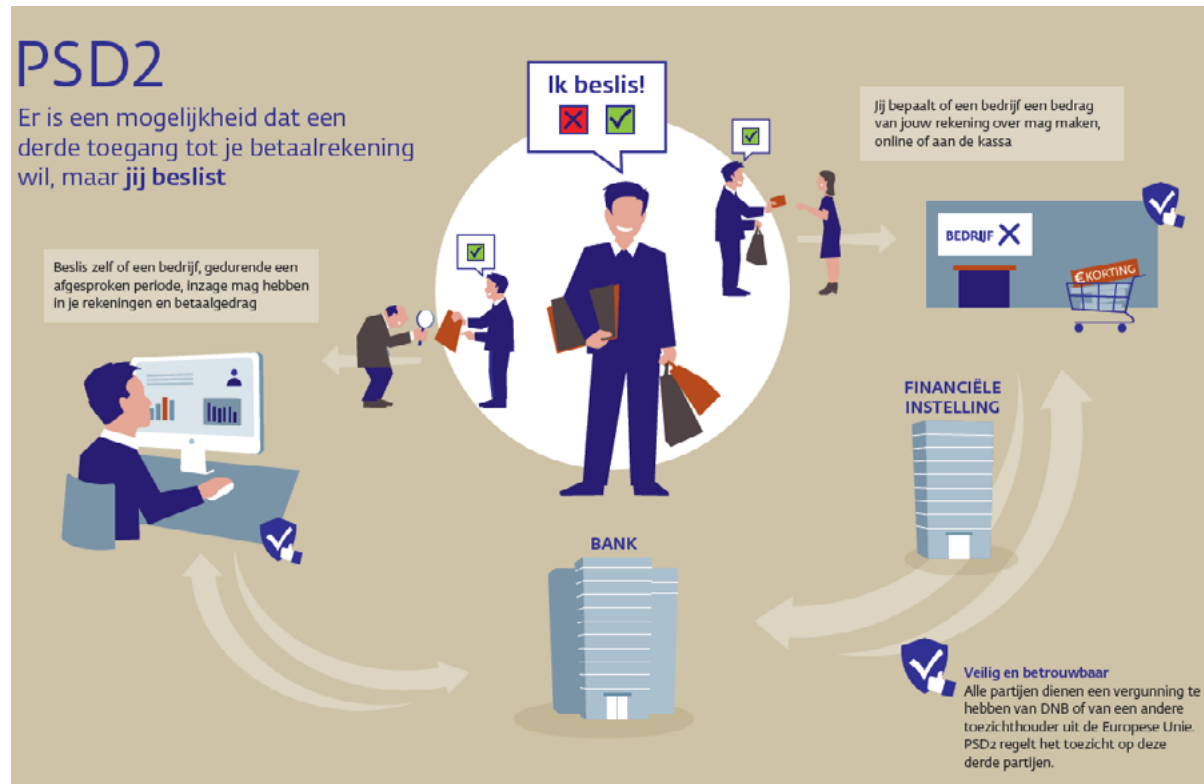 PSD2
Er is een mogelijkheid dat een
derde toegang tot je betaalrekening
wil, maar jij beslist
Ik beslis!
Jij bepaalt of een bedrijf een bedrag
van jouw rekening over mag maken,
online of aan de kassa
Beslis zelf of een bedrijf, gedurende een
afgesproken periode, inzage mag hebben
in je rekeningen en betaalgedrag
BEDRIJF X
€KORTING
FINANCIËLE
INSTELLING
BANK
Veilig en betrouwbaar
Alle partijen dienen een vergunning te
hebben van DNB of van een andere
toezichthouder uit de Europese Unie.
PSD2 regelt het toezicht op deze
derde partijen.